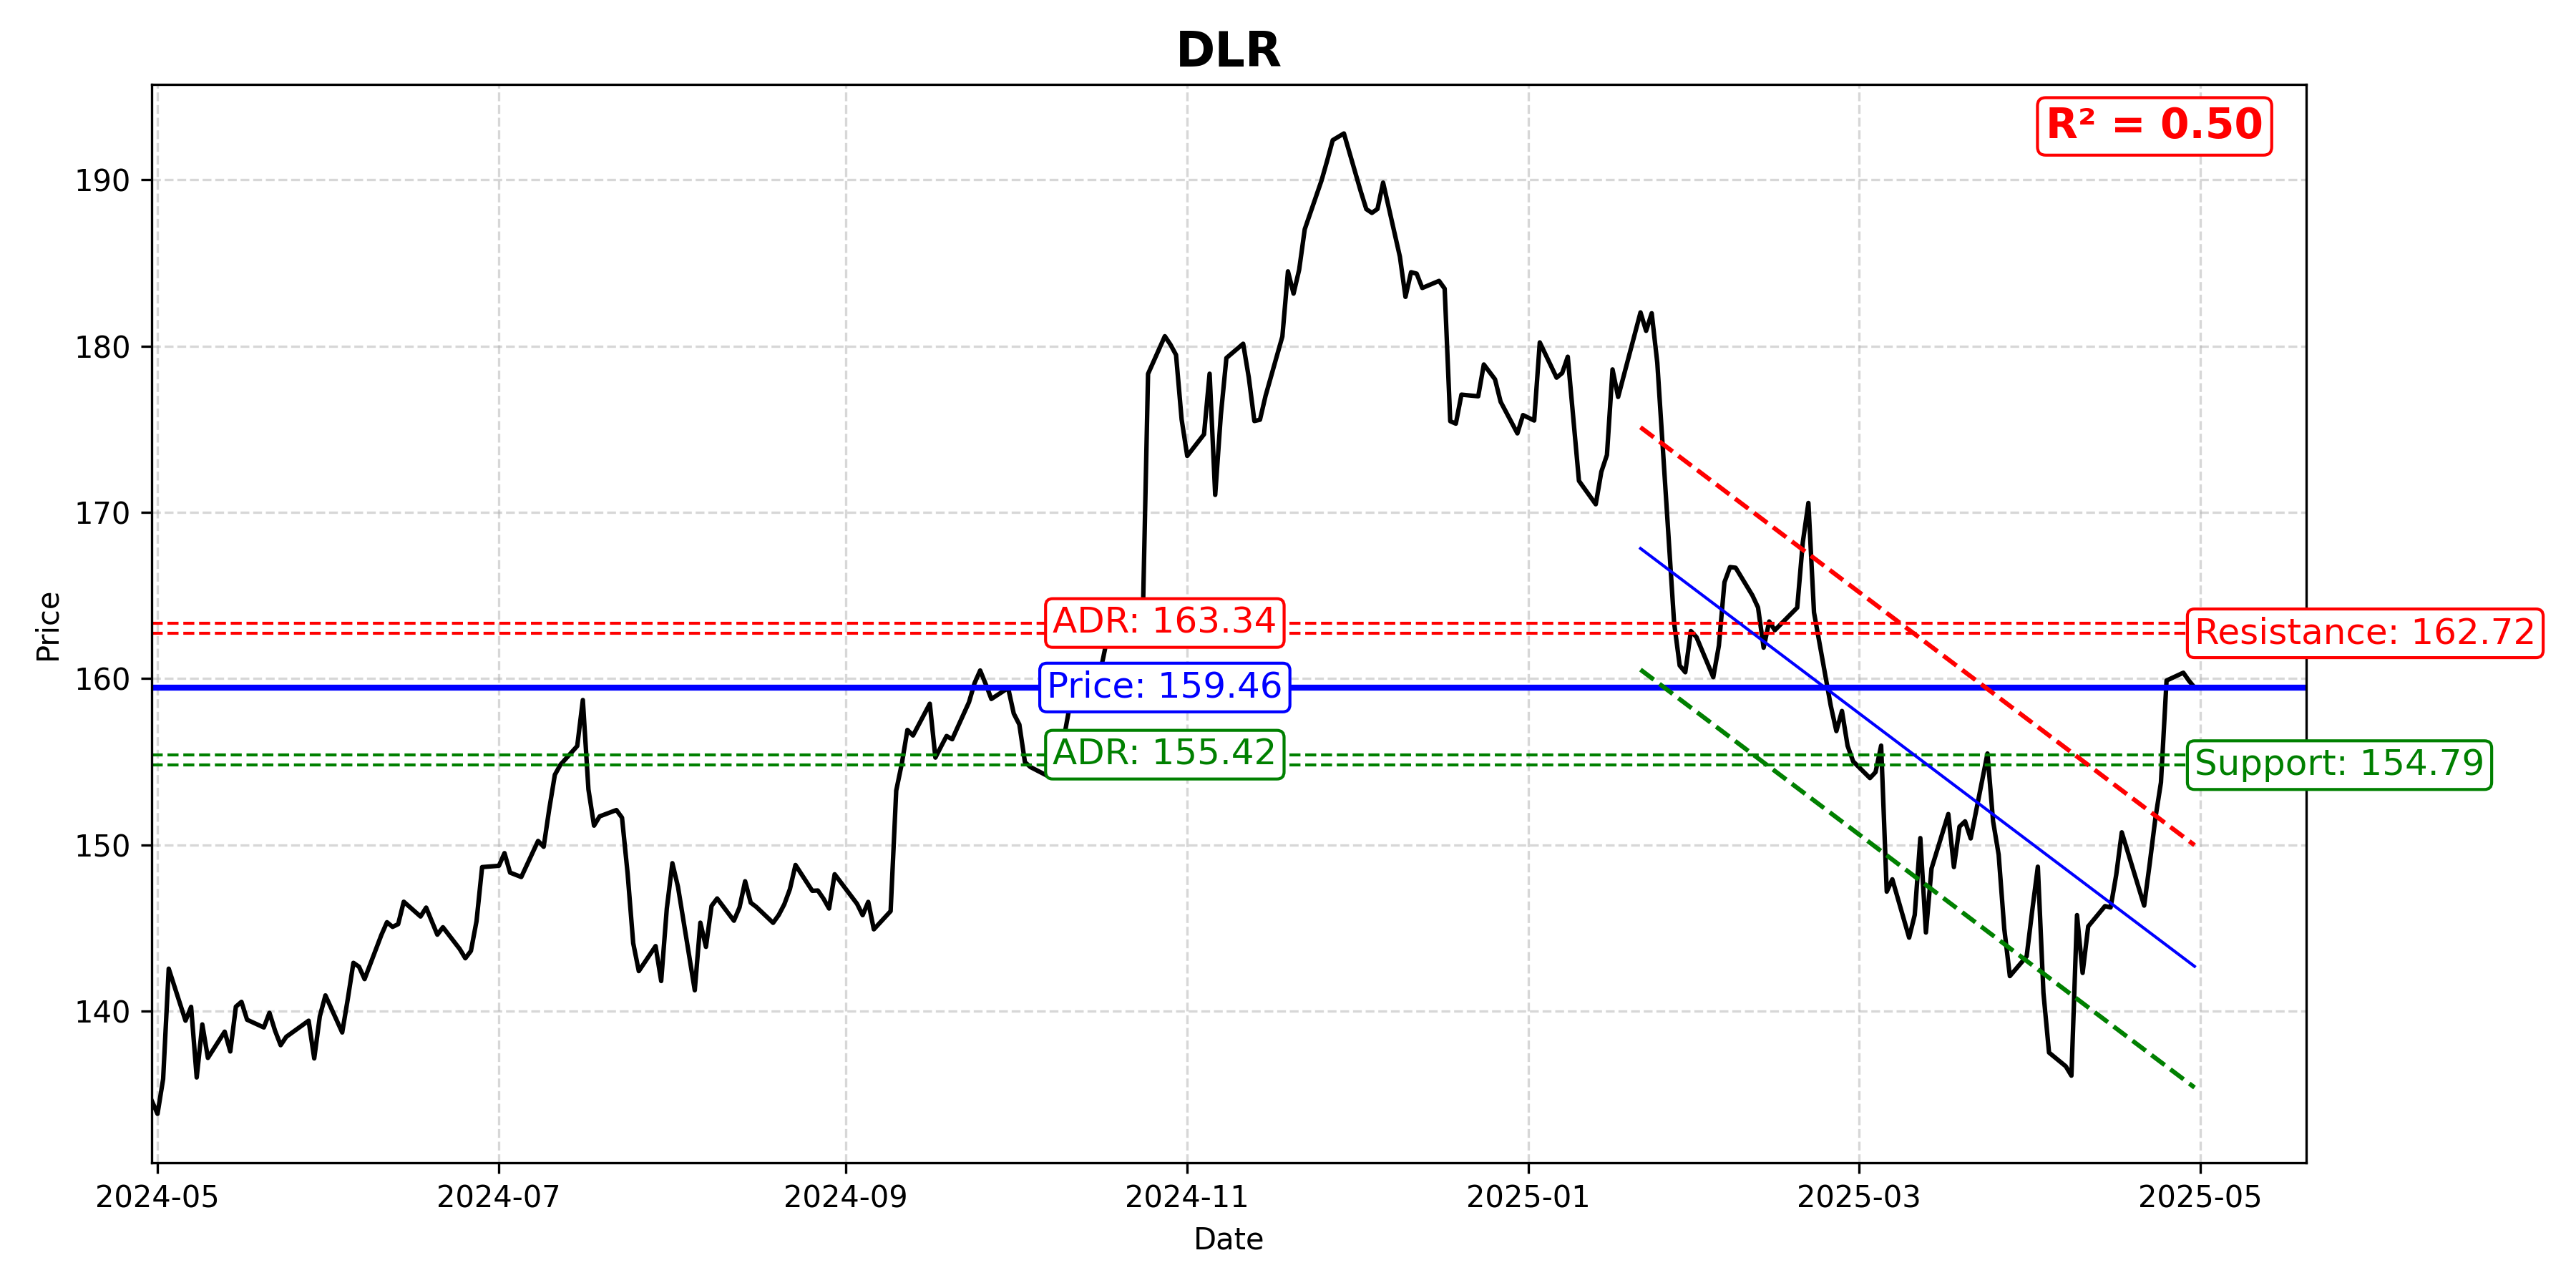 DLR
R² = 0.50
190
180
170
160
150
140
Price
ADR: 163.34
Resistance: 162.72
Price: 159.46
ADR: 155.42
Support: 154.79
2024-05
2024-07
2024-09
2024-11
2025-01
2025-03
2025-05
Date